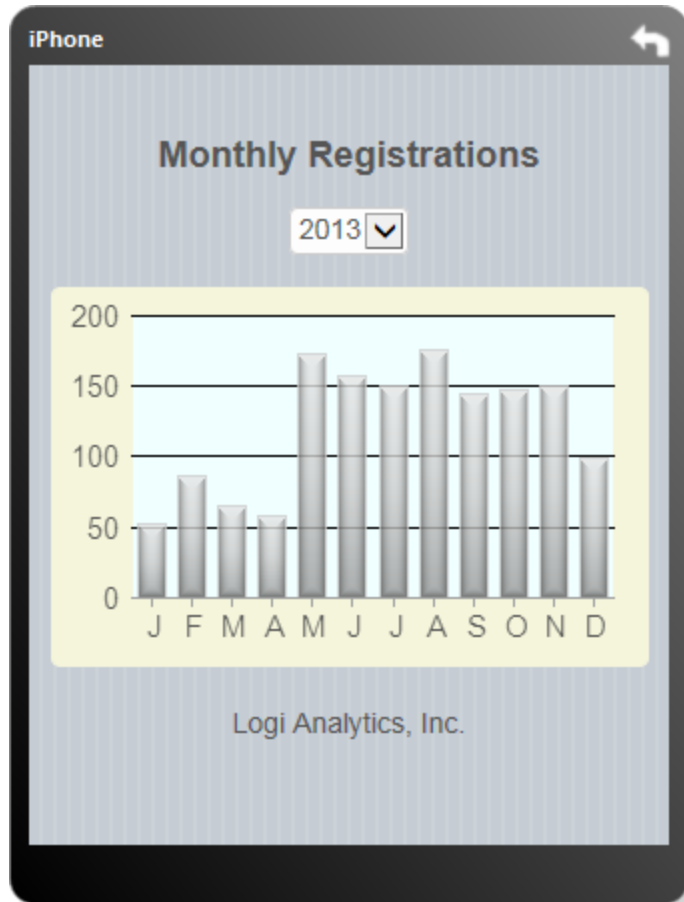 iPhone
Monthly Registrations
2013
200
150
100
50
0
J F M A M J J A S O N D
Logi Analytics, Inc.